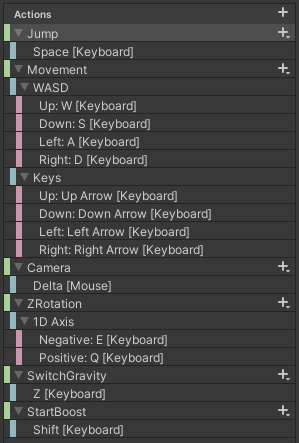 Actions
Jump
Space [Keyboard]
Movement
WASD
Up: W [Keyboard]
Down: S [Keyboard]
Left: A [Keyboard]
Right: D [Keyboard]
Keys
Up: Up Arrow [Keyboard]
Down: Down Arrow [Keyboard]
Left: Left Arrow [Keyboard]
Right: Right Arrow [Keyboard]
Camera
Delta [Mouse]
ZRotation
1D Axis
Negative: E [Keyboard]
Positive: Q [Keyboard]
SwitchGravity
Z [Keyboard]
StartBoost
Shift [Keyboard]